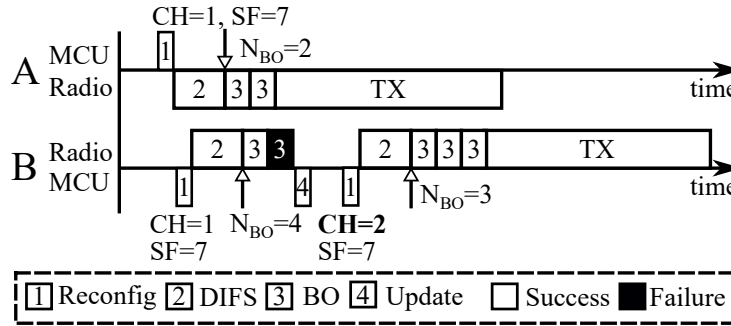 CH=1, SF=7
MCU 1 N_BO=2
A
Radio 2 3 3 TX time
Radio 2 3 3 2 3 3 3 TX
B
MCU 1 4 1 time
CH=1 N_BO=4 CH=2 N_BO=3
SF=7 SF=7
1 Reconfig 2 DIFS 3 BO 4 Update Success Failure